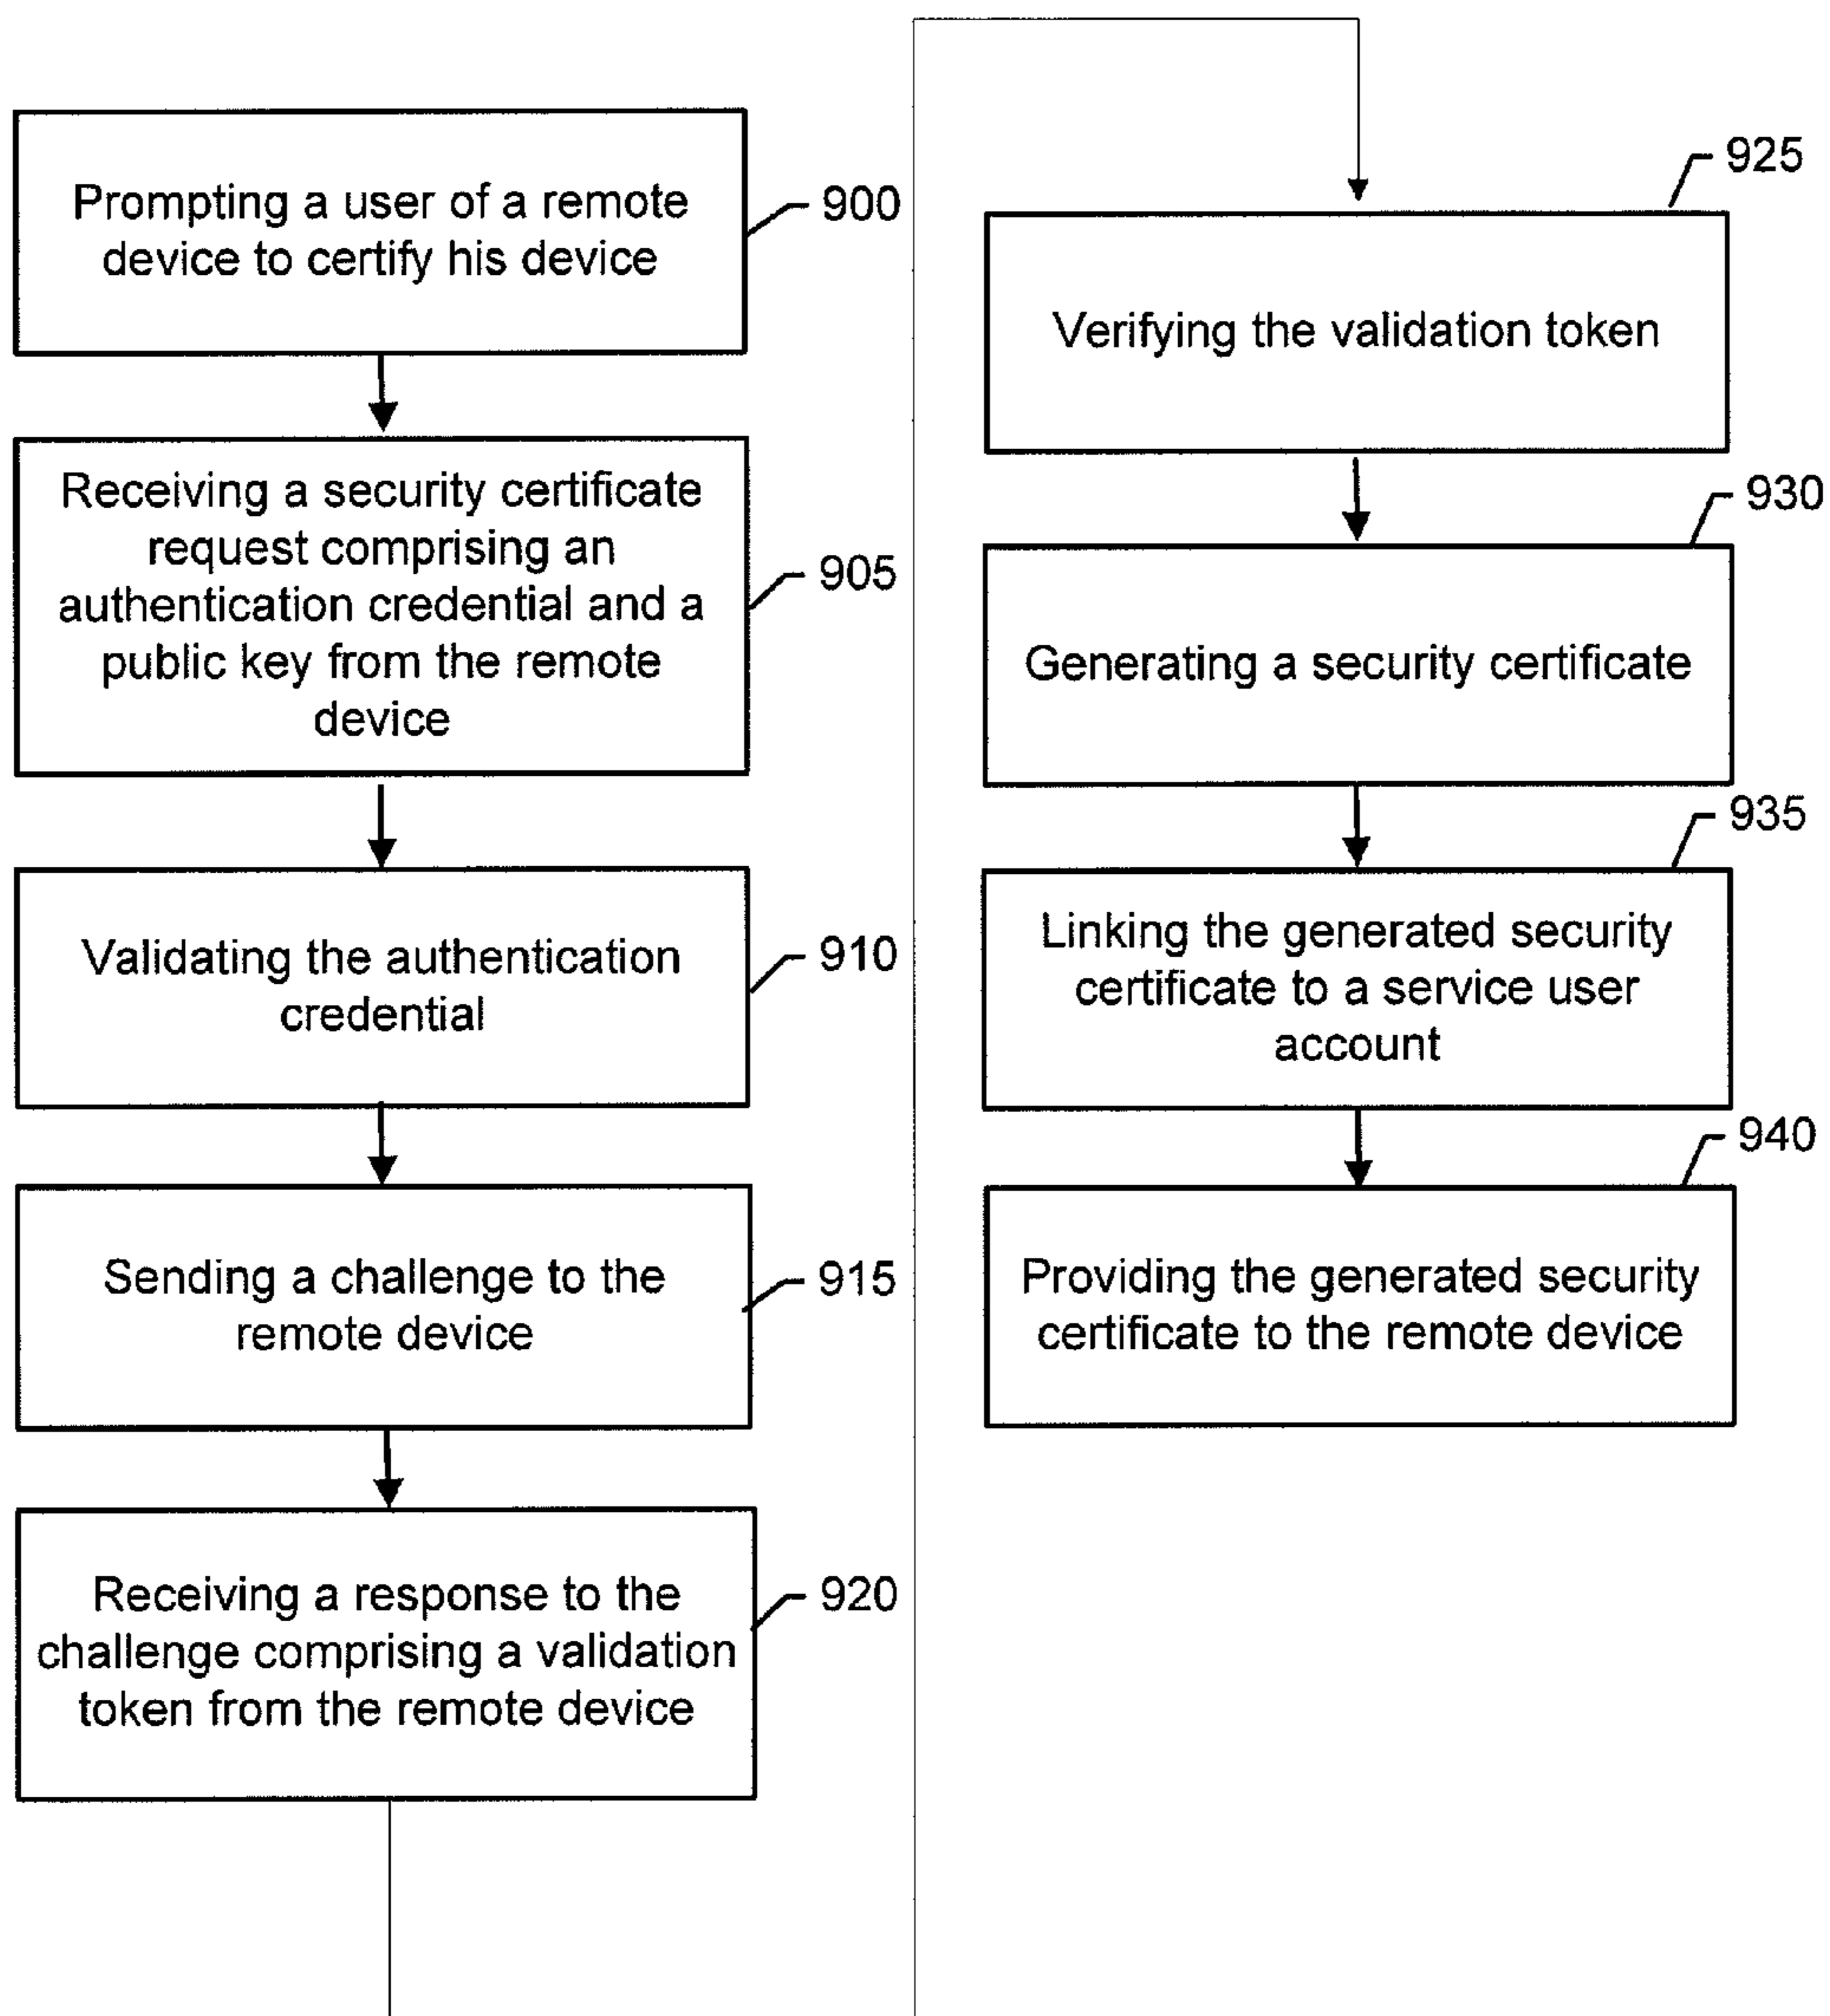 Prompting a user of a remote
device to certify his device
900
Receiving a security certificate
request comprising an
authentication credential and a
public key from the remote
device
905
Validating the authentication
credential
910
Sending a challenge to the
remote device
915
Receiving a response to the
challenge comprising a validation
token from the remote device
920
Verifying the validation token
925
Generating a security certificate
930
Linking the generated security
certificate to a service user
account
935
Providing the generated security
certificate to the remote device
940